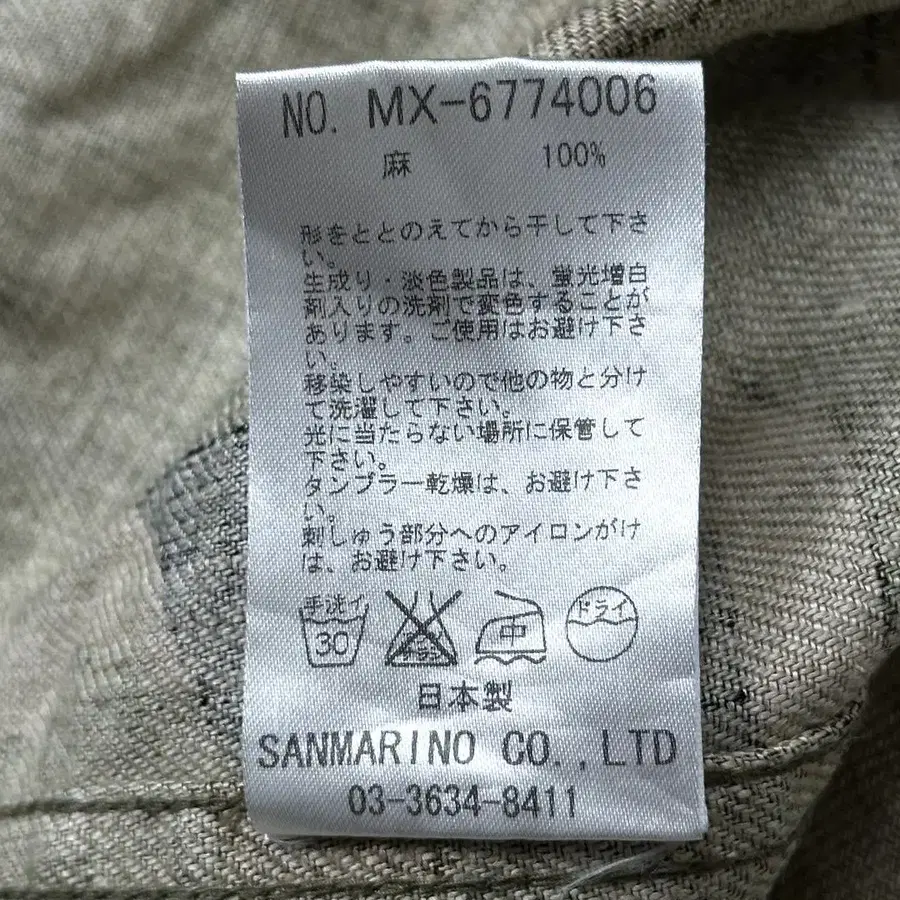 NO. MX-6774006
麻 100%
形をととのえてから干して下さ
い。
生成り・淡色製品は、蛍光増白
剤入りの洗剤で変色することが
あります。ご使用はお避け下さ
い。
移染しやすいので他の物と分け
て洗濯して下さい。
光に当たらない場所に保管して
下さい。
タンブラー乾燥は、お避け下さ
い。
刺しゅう部分へのアイロンがけ
は、お避け下さい。
手洗イ
30
エンソサラシ
中
ドライ
日本製
SANMARINO CO.,LTD
03-3634-8411